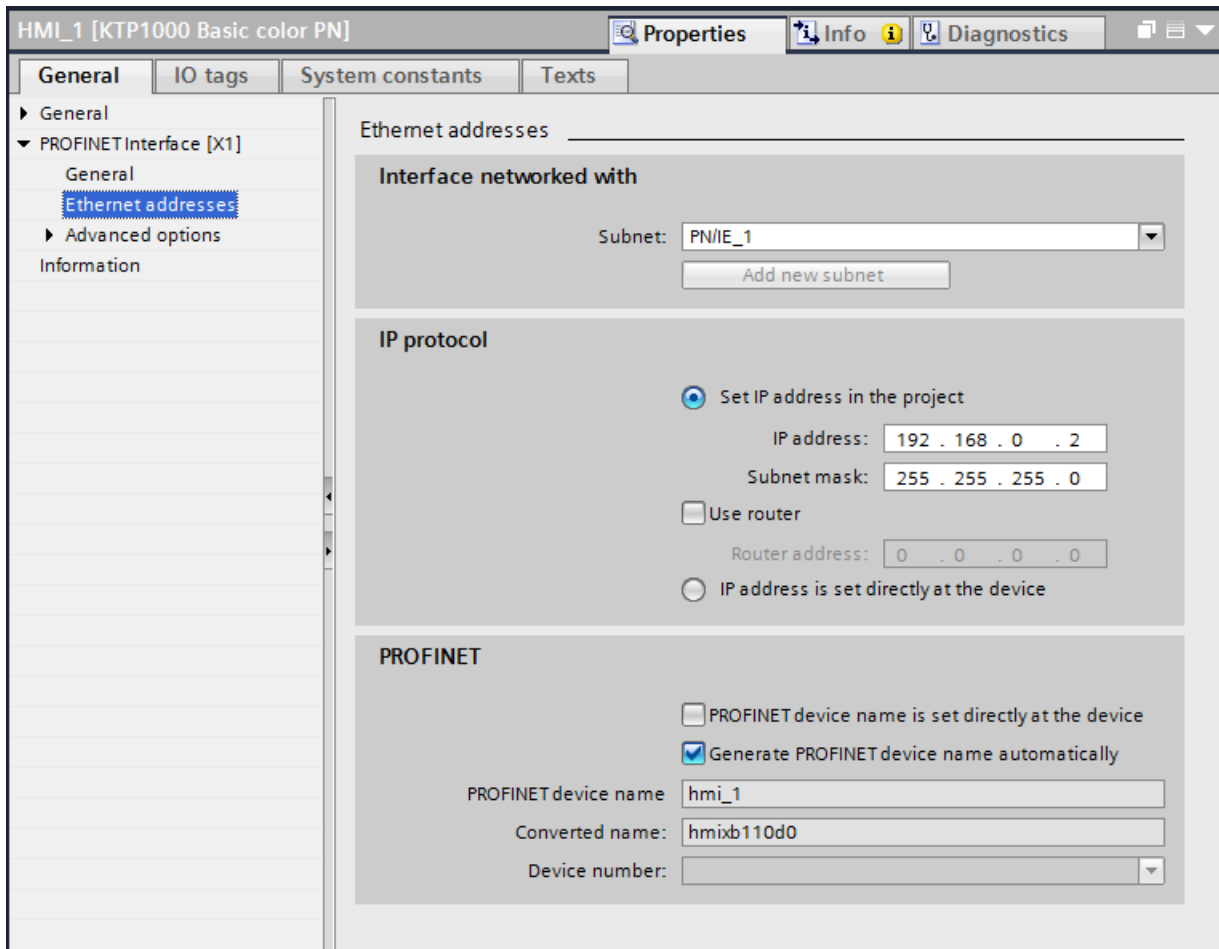 HMI_1 [KTP1000 Basic color PN]
Properties
Info
Diagnostics
General
IO tags
System constants
Texts
General
PROFINET Interface [X1]
General
Ethernet addresses
Advanced options
Information
Ethernet addresses
Interface networked with
Subnet: PN/IE_1
Add new subnet
IP protocol
Set IP address in the project
IP address: 192 . 168 . 0 . 2
Subnet mask: 255 . 255 . 255 . 0
Use router
Router address: 0 . 0 . 0 . 0
IP address is set directly at the device
PROFINET
PROFINET device name is set directly at the device
Generate PROFINET device name automatically
PROFINET device name hmi_1
Converted name: hmixb110d0
Device number: